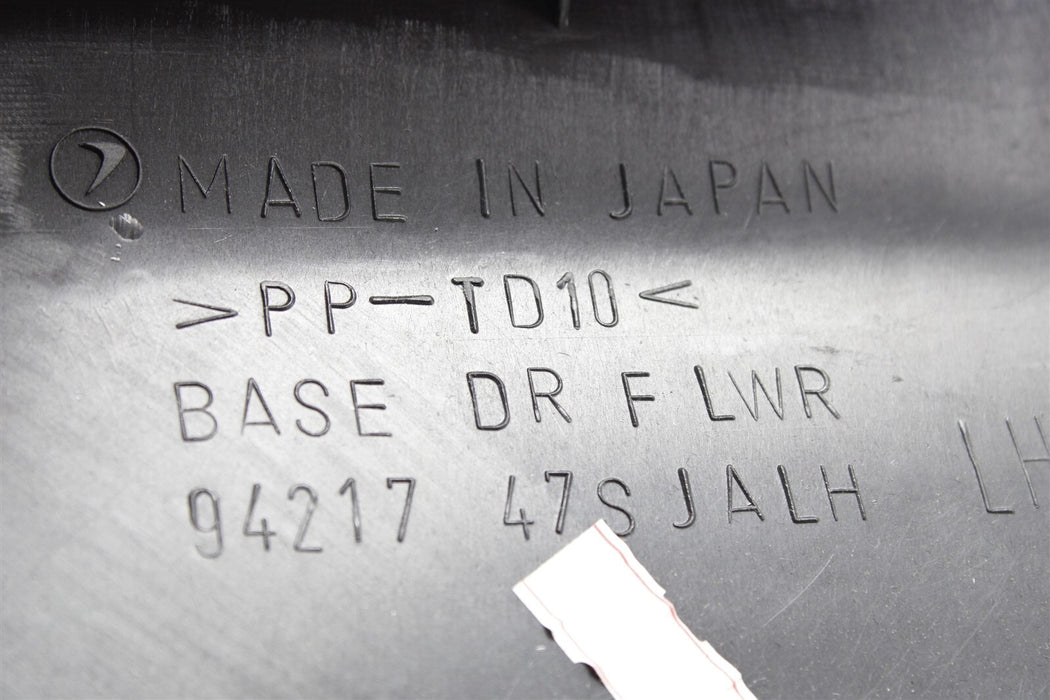 MADE IN JAPAN
>PP-TD10<
BASE DR F LWR
94217 47SJALH
LH